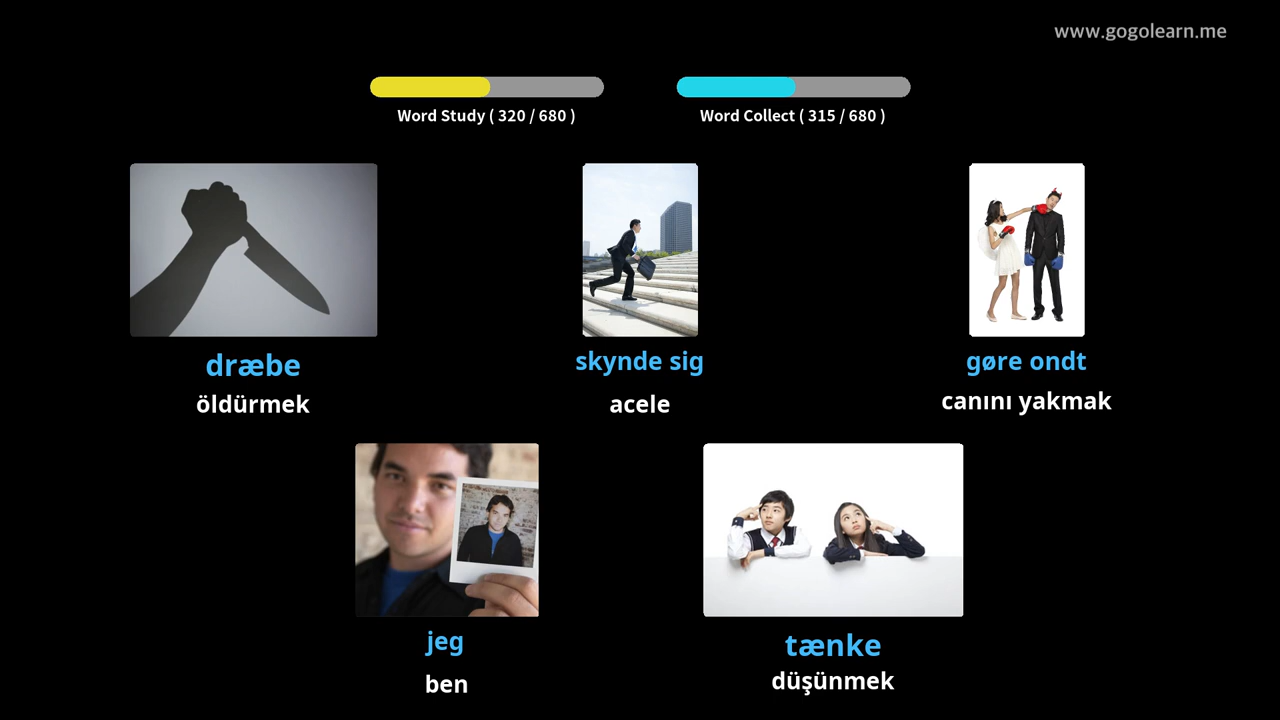 www.gogolearn.me
Word Study ( 320 / 680 )
Word Collect ( 315 / 680 )
dræbe
öldürmek
skynde sig
acele
gøre ondt
canını yakmak
jeg
ben
tænke
düşünmek